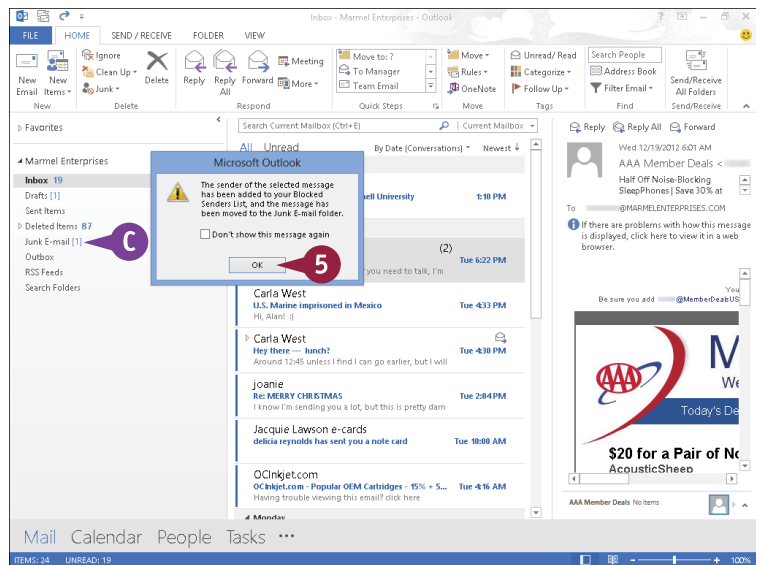 Inbox - Marmel Enterprises - Outlook
FILE HOME SEND / RECEIVE FOLDER VIEW
New Email
New Items
Ignore
Clean Up
Junk
Delete
Reply
Reply All
Forward
Meeting
More
Move to: ?
To Manager
Team Email
Move
Rules
OneNote
Unread/ Read
Categorize
Follow Up
Search People
Address Book
Filter Email
Send/Receive All Folders
New Delete Respond Quick Steps Move Tags Find Send/Receive
Favorites
Marmel Enterprises
Inbox 19
Drafts [1]
Sent Items
Deleted Items 87
Junk E-mail [1]
Outbox
RSS Feeds
Search Folders
C
Search Current Mailbox (Ctrl+E) Current Mailbox
All Unread By Date (Conversations) Newest
Microsoft Outlook
The sender of the selected message
has been added to your Blocked
Senders List, and the message has
been moved to the Junk E-mail folder.
Don't show this message again
OK
5
ell University 1:10 PM
(2)
Tue 6:22 PM
you need to talk, I'm
Carla West
U.S. Marine imprisoned in Mexico Tue 4:33 PM
Hi, Alan! :)
Carla West
Hey there --- lunch? Tue 4:30 PM
Around 12:45 unless I find I can go earlier, but I will
joanie
Re: MERRY CHRISTMAS Tue 2:04 PM
I know I'm sending you a lot, but this is pretty darn
Jacquie Lawson e-cards
delicia reynolds has sent you a note card Tue 10:00 AM
OCInkjet.com
OCInkjet.com - Popular OEM Cartridges - 15% + 5... Tue 4:16 AM
Having trouble viewing this email? click here
Monday
Reply Reply All Forward
Wed 12/19/2012 6:01 AM
AAA Member Deals <
Half Off Noise-Blocking
SleepPhones | Save 30% at
To @MARMELENTERPRISES.COM
If there are problems with how this message
is displayed, click here to view it in a web
browser.
You
Be sure you add @MemberDealsUS
AAA
We
Today's De
$20 for a Pair of No
AcousticSheep
AAA Member Deals No Items
Mail Calendar People Tasks •••
ITEMS: 24 UNREAD: 19 100%